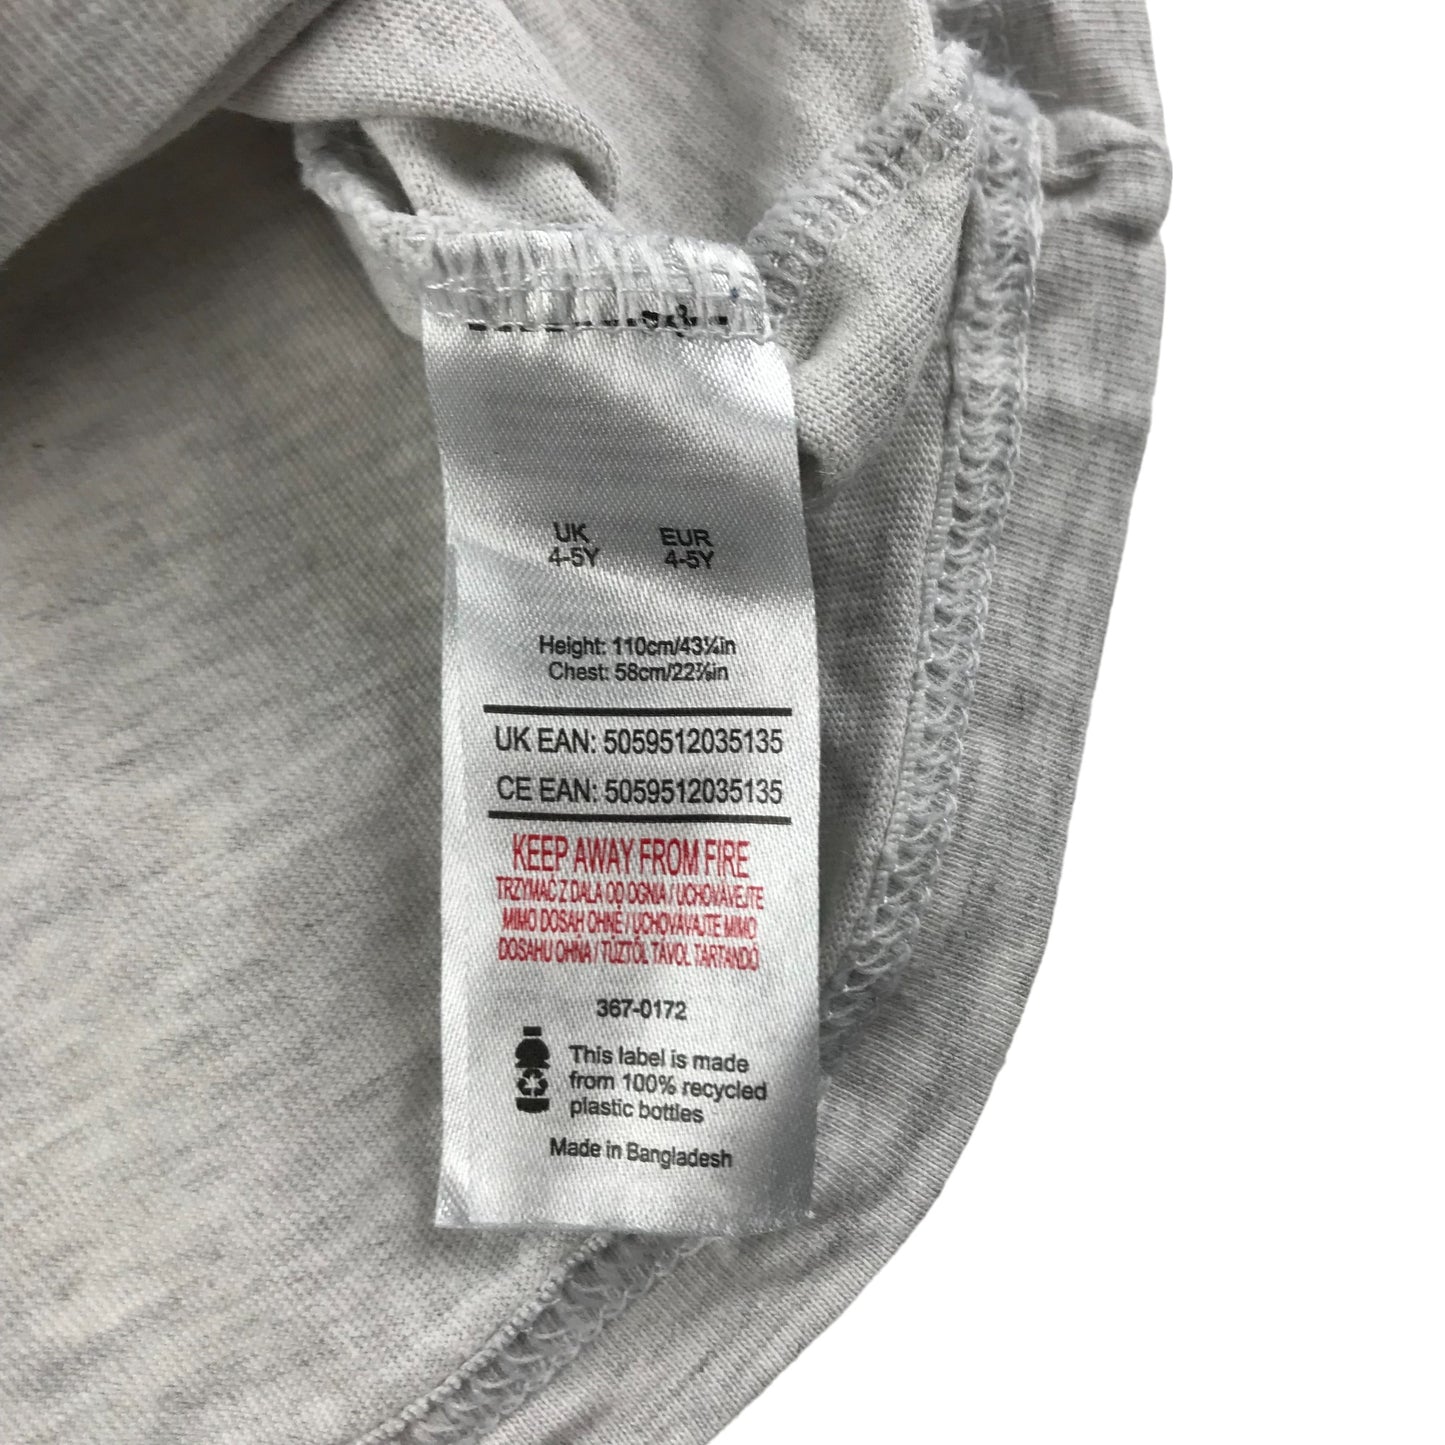 UK EUR
4-5Y 4-5Y
Height: 110cm/43¼in
Chest: 58cm/22⅞in
UK EAN: 5059512035135
CE EAN: 5059512035135
KEEP AWAY FROM FIRE
TRZYMAĆ Z DALA OD OGNIA / UCHOVÁVEJTE
MIMO DOSAH OHNĚ / UCHOVÁVAJTE MIMO
DOSAHU OHŇA / TŰZTŐL TÁVOL TARTANDÓ
367-0172
This label is made
from 100% recycled
plastic bottles
Made in Bangladesh